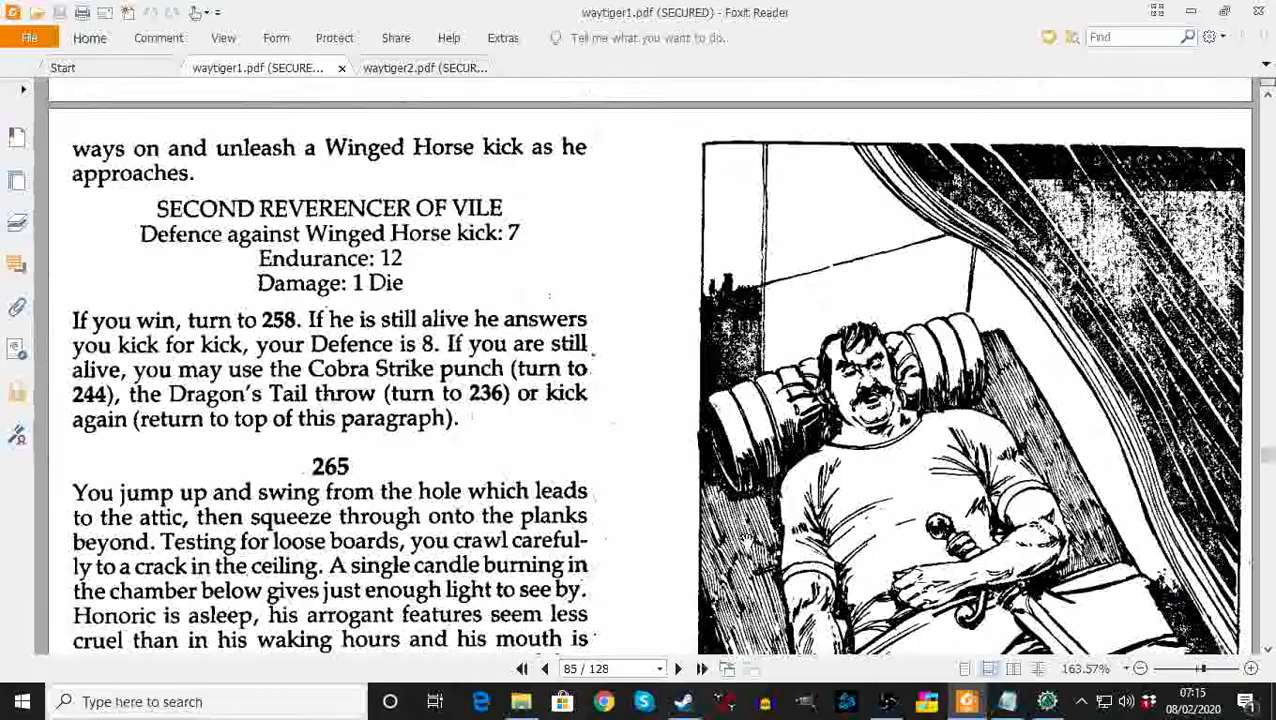 waytiger1.pdf (SECURED) - Foxit Reader
File Home Comment View Form Protect Share Help Extras Tell me what you want to do. Find
Start waytiger1.pdf (SECURE... waytiger2.pdf (SECUR...
ways on and unleash a Winged Horse kick as he
approaches.
SECOND REVERENCER OF VILE
Defence against Winged Horse kick: 7
Endurance: 12
Damage: 1 Die
If you win, turn to 258. If he is still alive he answers
you kick for kick, your Defence is 8. If you are still
alive, you may use the Cobra Strike punch (turn to
244), the Dragon's Tail throw (turn to 236) or kick
again (return to top of this paragraph).
265
You jump up and swing from the hole which leads
to the attic, then squeeze through onto the planks
beyond. Testing for loose boards, you crawl careful-
ly to a crack in the ceiling. A single candle burning in
the chamber below gives just enough light to see by.
Honoric is asleep, his arrogant features seem less
cruel than in his waking hours and his mouth is
85 / 128 163.57%
Type here to search 07:15
08/02/2020 1